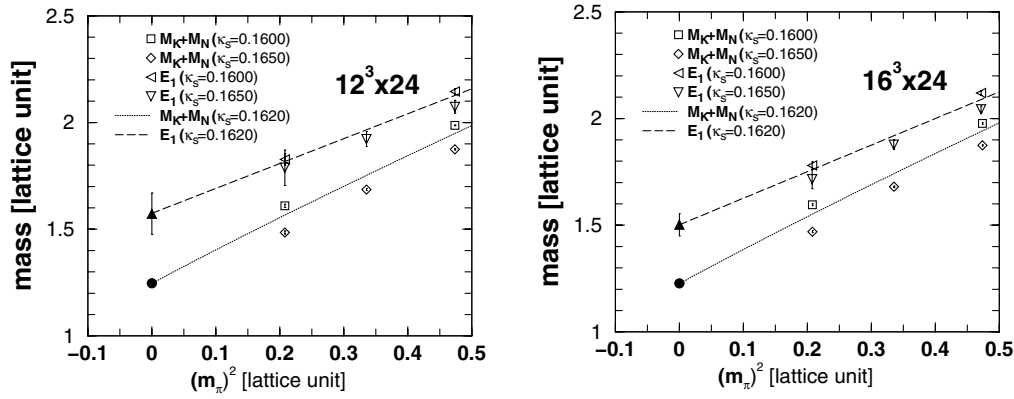 2.5
2
1.5
1
mass [lattice unit]
M_K+M_N(κ_s=0.1600)
M_K+M_N(κ_s=0.1650)
E_1(κ_s=0.1600)
E_1(κ_s=0.1650)
M_K+M_N(κ_s=0.1620)
E_1(κ_s=0.1620)
12³x24
−0.1 0 0.1 0.2 0.3 0.4 0.5
(m_π)² [lattice unit]
2.5
2
1.5
1
mass [lattice unit]
M_K+M_N(κ_s=0.1600)
M_K+M_N(κ_s=0.1650)
E_1(κ_s=0.1600)
E_1(κ_s=0.1650)
M_K+M_N(κ_s=0.1620)
E_1(κ_s=0.1620)
16³x24
−0.1 0 0.1 0.2 0.3 0.4 0.5
(m_π)² [lattice unit]